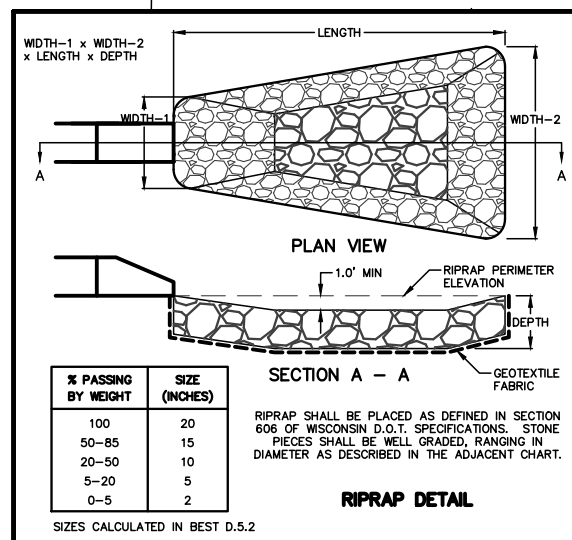 WIDTH-1 x WIDTH-2
x LENGTH x DEPTH
LENGTH
WIDTH-1
WIDTH-2
A
A
PLAN VIEW
1.0' MIN
RIPRAP PERIMETER
ELEVATION
DEPTH
SECTION A - A
GEOTEXTILE
FABRIC
% PASSING BY WEIGHT SIZE (INCHES)
100 20
50-85 15
20-50 10
5-20 5
0-5 2
SIZES CALCULATED IN BEST D.5.2
RIPRAP SHALL BE PLACED AS DEFINED IN SECTION
606 OF WISCONSIN D.O.T. SPECIFICATIONS. STONE
PIECES SHALL BE WELL GRADED, RANGING IN
DIAMETER AS DESCRIBED IN THE ADJACENT CHART.
RIPRAP DETAIL